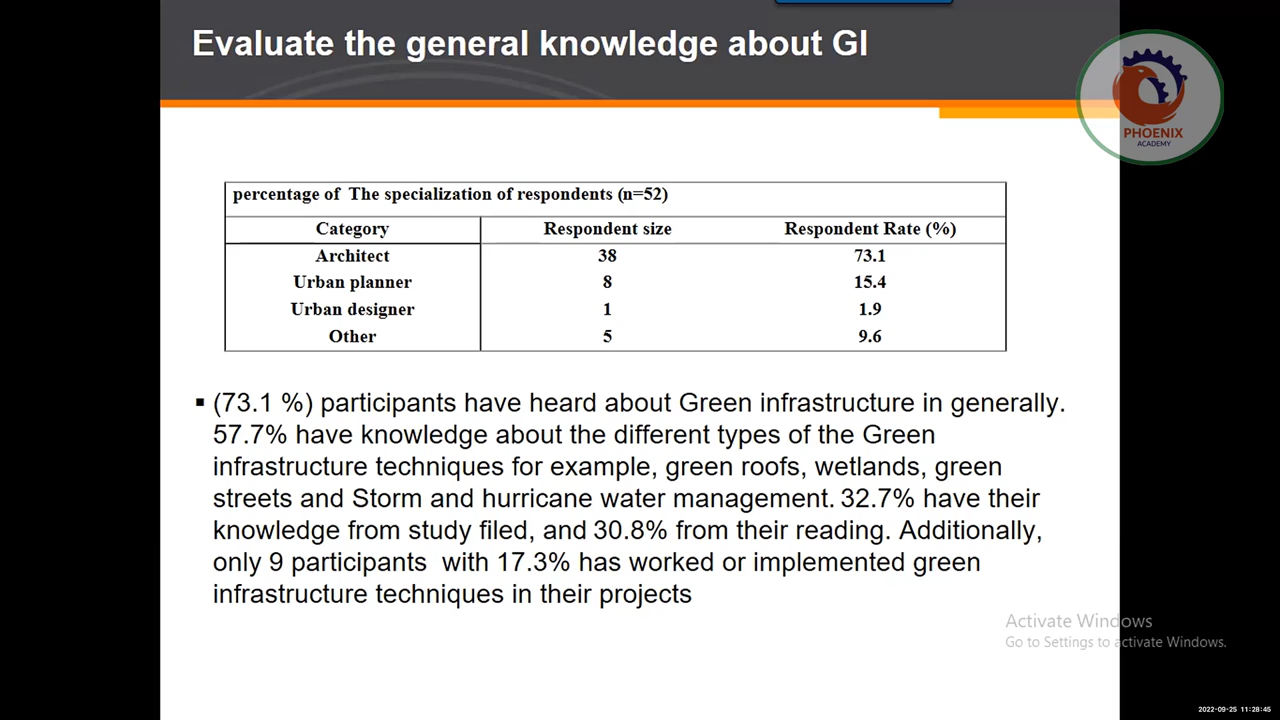 Evaluate the general knowledge about GI
PHOENIX
ACADEMY
percentage of The specialization of respondents (n=52)
Category Respondent size Respondent Rate (%)
Architect 38 73.1
Urban planner 8 15.4
Urban designer 1 1.9
Other 5 9.6
▪ (73.1 %) participants have heard about Green infrastructure in generally.
57.7% have knowledge about the different types of the Green
infrastructure techniques for example, green roofs, wetlands, green
streets and Storm and hurricane water management. 32.7% have their
knowledge from study filed, and 30.8% from their reading. Additionally,
only 9 participants with 17.3% has worked or implemented green
infrastructure techniques in their projects
Activate Windows
Go to Settings to activate Windows.
2022-09-25 11:28:45